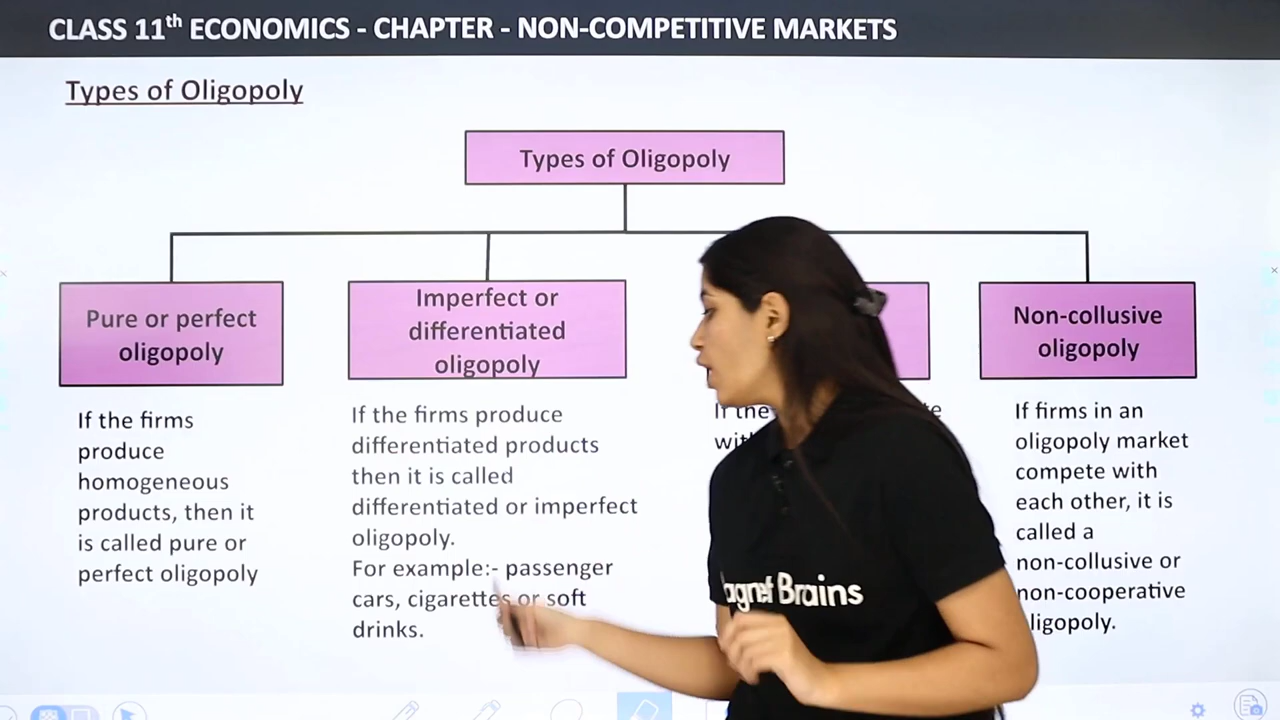 CLASS 11th ECONOMICS - CHAPTER - NON-COMPETITIVE MARKETS
Types of Oligopoly
Types of Oligopoly
Pure or perfect
oligopoly
Imperfect or
differentiated
oligopoly
Non-collusive
oligopoly
If the firms
produce
homogeneous
products, then it
is called pure or
perfect oligopoly
If the firms produce
differentiated products
then it is called
differentiated or imperfect
oligopoly.
For example:- passenger
cars, cigarettes or soft
drinks.
If the
If firms in an
oligopoly market
compete with
each other, it is
called a
non-collusive or
non-cooperative
oligopoly.
Brains